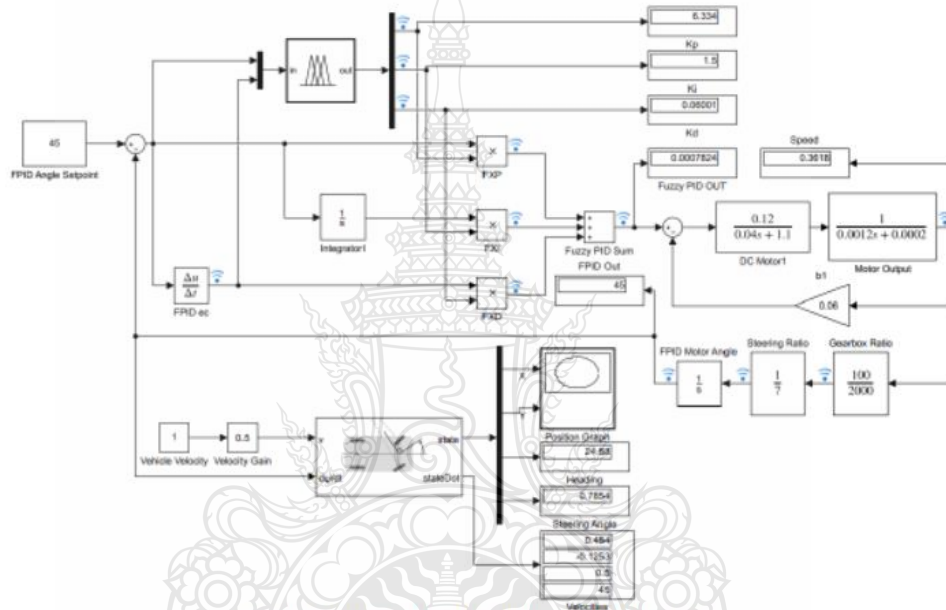 6.334
Kp
1.5
Ki
0.06001
Kd
in
out
45
FPID Angle Setpoint
FXP
0.0007824
Fuzzy PID OUT
Speed
0.3618
1
s
Integrator1
FXI
Fuzzy PID Sum
FPID Out
45
0.12
0.04s + 1.1
DC Motor1
1
0.0012s + 0.0002
Motor Output
b1
0.06
Δu
Δt
FPID ec
FXD
FPID Motor Angle
1
s
Steering Ratio
1
7
Gearbox Ratio
100
2000
X
Y
Position Graph
1
Vehicle Velocity
0.5
Velocity Gain
v
state
stateDot
24.68
Heading
0.7854
Steering Angle
0.484
0.5
45
Velocities